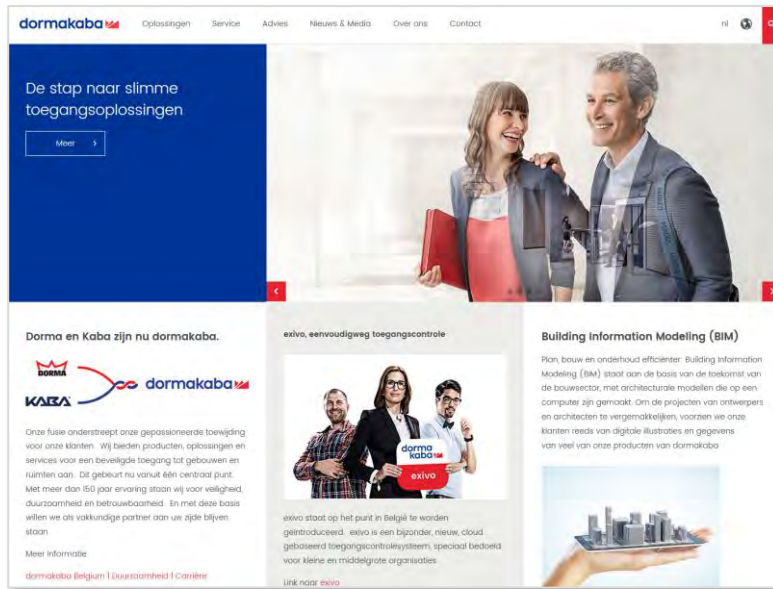 dormakaba
Oplossingen Service Advies Nieuws & Media Over ons Contact nl
De stap naar slimme
toegangsoplossingen
Meer
Dorma en Kaba zijn nu dormakaba.
DORMA
KABA
dormakaba
Onze fusie onderstreept onze gepassioneerde toewijding
voor onze klanten. Wij bieden producten, oplossingen en
services voor een beveiligde toegang tot gebouwen en
ruimten aan. Dit gebeurt nu vanuit één centraal punt.
Met meer dan 150 jaar ervaring staan wij voor veiligheid,
duurzaamheid en betrouwbaarheid. En met deze basis
willen we als vakkundige partner aan uw zijde blijven
staan.
Meer informatie
dormakaba Belgium | Duurzaamheid | Carrière
exivo, eenvoudigweg toegangscontrole
dorma
kaba
exivo
exivo staat op het punt in België te worden
geïntroduceerd. exivo is een bijzonder, nieuw, cloud
gebaseerd toegangscontrolesysteem, speciaal bedoeld
voor kleine en middelgrote organisaties.
Link naar exivo
Building Information Modeling (BIM)
Plan, bouw en onderhoud efficiënter: Building Information
Modeling (BIM) staat aan de basis van de toekomst van
de bouwsector, met architecturale modellen die op een
computer zijn gemaakt. Om de projecten van ontwerpers
en architecten te vergemakkelijken, voorzien we onze
klanten reeds van digitale illustraties en gegevens
van veel van onze producten van dormakaba